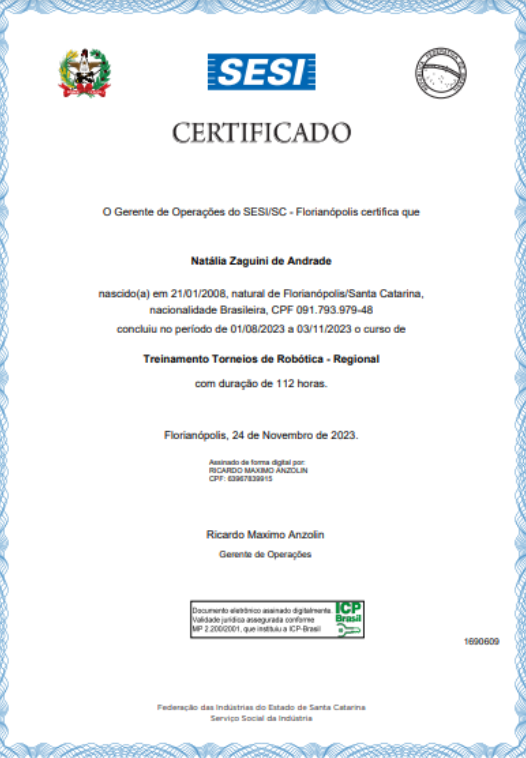 SESI
CERTIFICADO
O Gerente de Operações do SESI/SC - Florianópolis certifica que
Natália Zaguini de Andrade
nascido(a) em 21/01/2008, natural de Florianópolis/Santa Catarina,
nacionalidade Brasileira, CPF 091.793.979-48
concluiu no período de 01/08/2023 a 03/11/2023 o curso de
Treinamento Torneios de Robótica - Regional
com duração de 112 horas.
Florianópolis, 24 de Novembro de 2023.
Assinado de forma digital por:
RICARDO MAXIMO ANZOLIN
CPF: 63967839915
Ricardo Maximo Anzolin
Gerente de Operações
Documento eletrônico assinado digitalmente.
Validade jurídica assegurada conforme
MP 2.200/2001, que instituiu a ICP-Brasil
ICP
Brasil
1690609
Federação das Indústrias do Estado de Santa Catarina
Serviço Social da Indústria